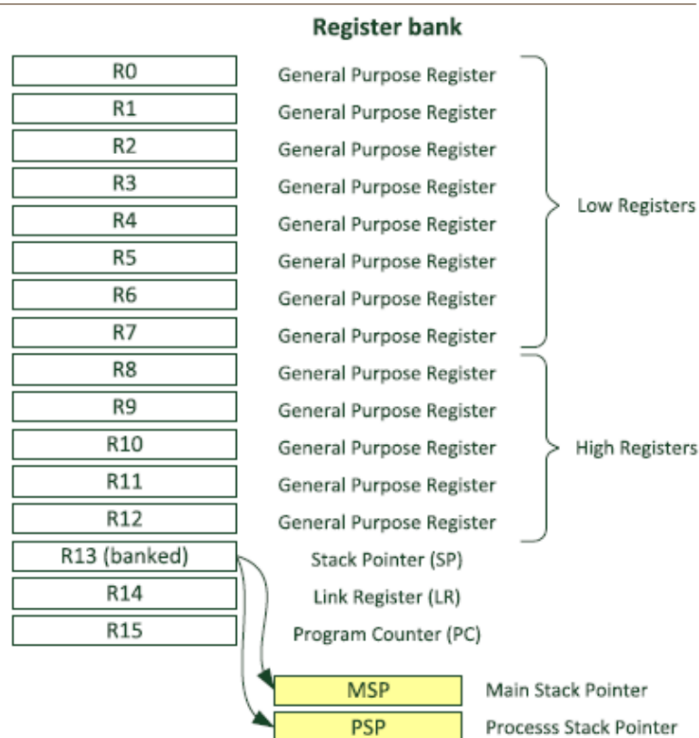 Register bank
R0 General Purpose Register
R1 General Purpose Register
R2 General Purpose Register
R3 General Purpose Register
Low Registers
R4 General Purpose Register
R5 General Purpose Register
R6 General Purpose Register
R7 General Purpose Register
R8 General Purpose Register
R9 General Purpose Register
R10 General Purpose Register
High Registers
R11 General Purpose Register
R12 General Purpose Register
R13 (banked) Stack Pointer (SP)
R14 Link Register (LR)
R15 Program Counter (PC)
MSP Main Stack Pointer
PSP Processs Stack Pointer